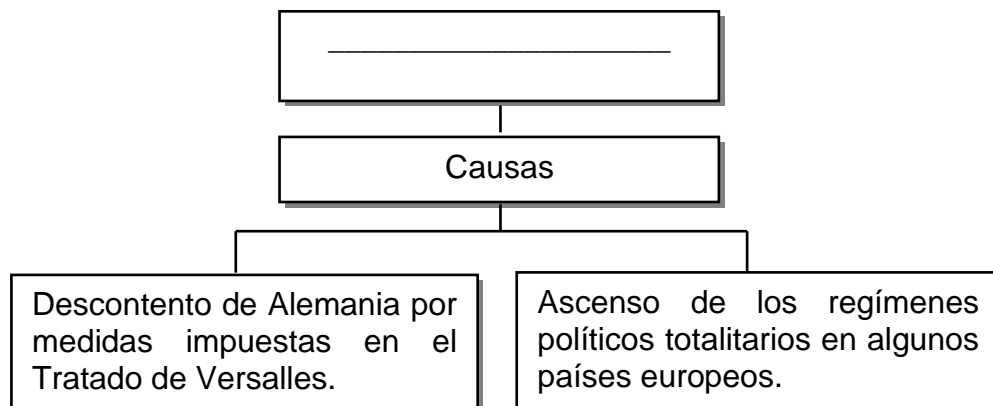 Causas
Descontento de Alemania por
medidas impuestas en el
Tratado de Versalles.
Ascenso de los regímenes
políticos totalitarios en algunos
países europeos.